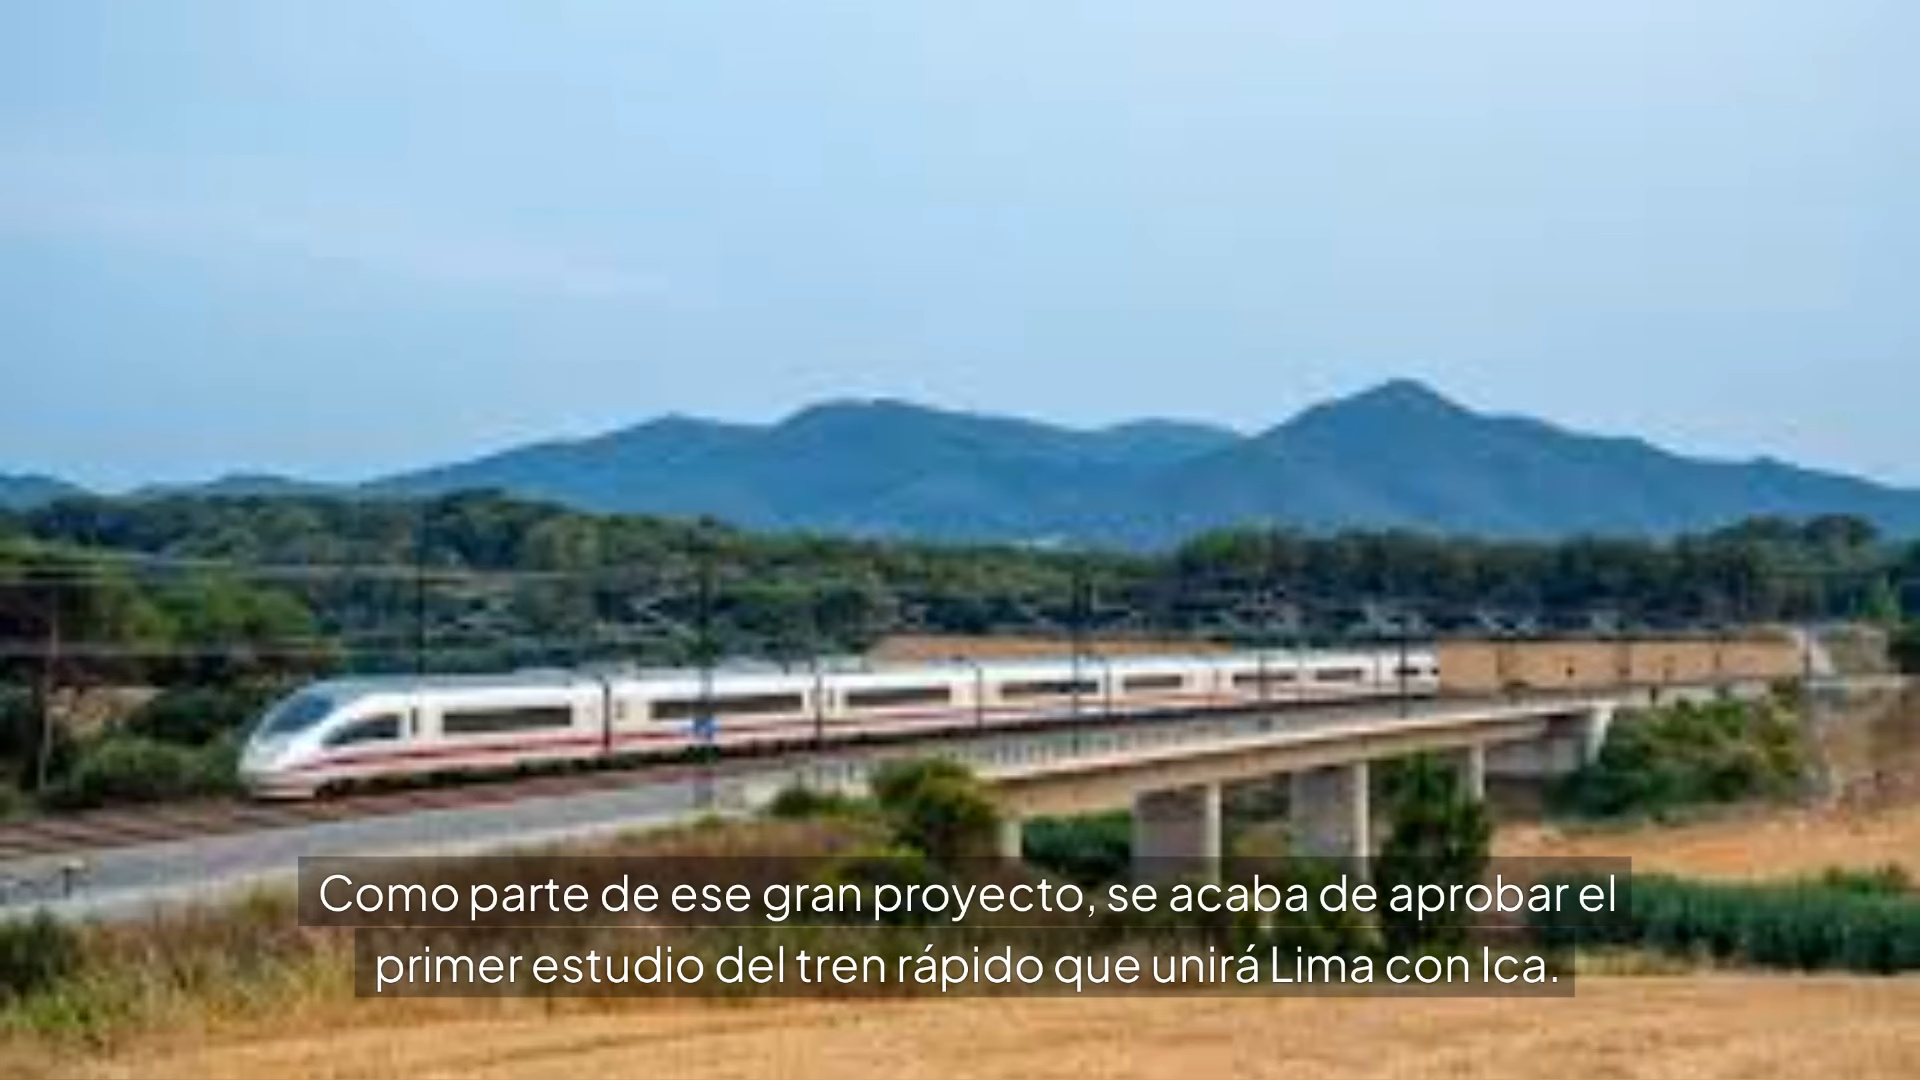 Como parte de ese gran proyecto, se acaba de aprobar el
primer estudio del tren rápido que unirá Lima con Ica.